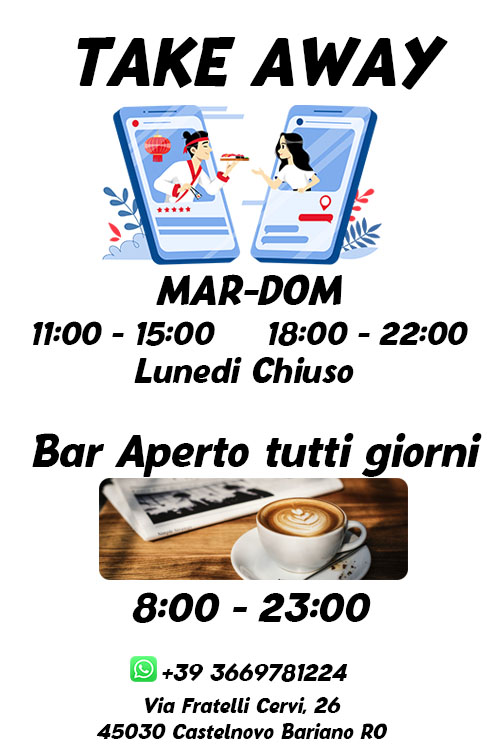 TAKE AWAY
MAR-DOM
11:00 - 15:00 18:00 - 22:00
Lunedi Chiuso
Bar Aperto tutti giorni
8:00 - 23:00
+39 3669781224
Via Fratelli Cervi, 26
45030 Castelnovo Bariano RO